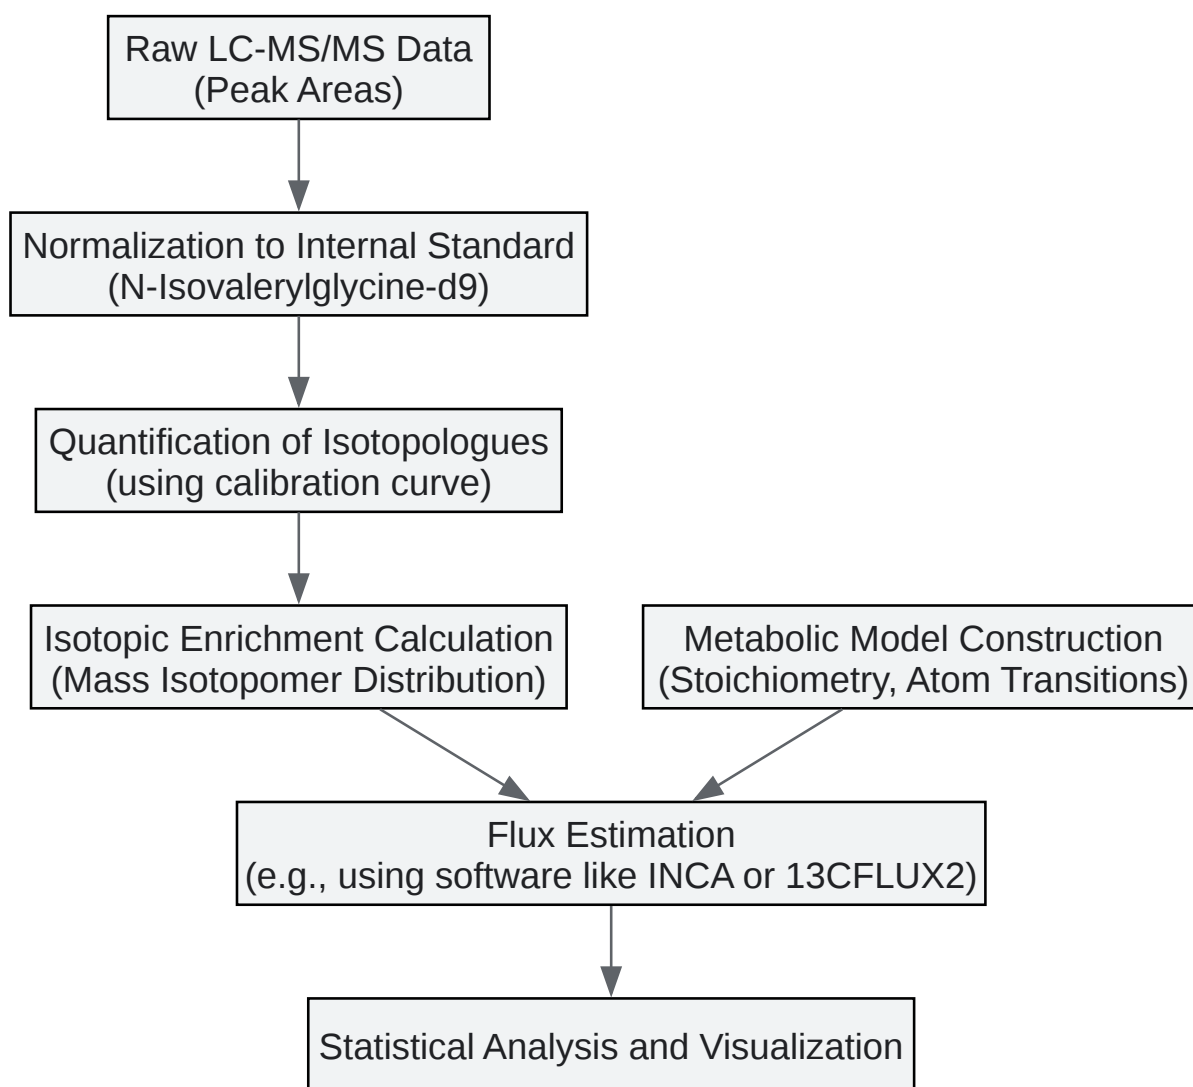 Raw LC-MS/MS Data
(Peak Areas)
Normalization to Internal Standard
(N-Isovalerylglycine-d9)
Quantification of Isotopologues
(using calibration curve)
Isotopic Enrichment Calculation
(Mass Isotopomer Distribution)
Metabolic Model Construction
(Stoichiometry, Atom Transitions)
Flux Estimation
(e.g., using software like INCA or 13CFLUX2)
Statistical Analysis and Visualization